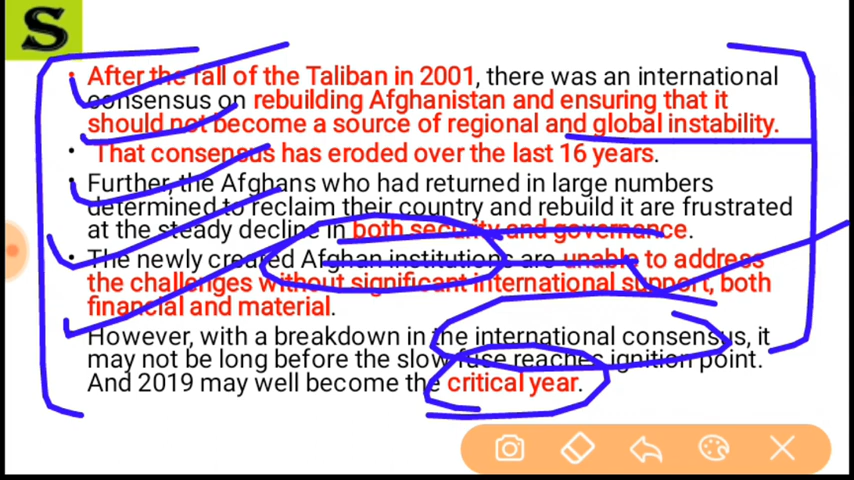 S
• After the fall of the Taliban in 2001, there was an international
consensus on rebuilding Afghanistan and ensuring that it
should not become a source of regional and global instability.
• That consensus has eroded over the last 16 years.
• Further the Afghans who had returned in large numbers
determined to reclaim their country and rebuild it are frustrated
at the steady decline in both security and governance.
• The newly created Afghan institutions are unable to address
the challenges without significant international support, both
financial and material.
However, with a breakdown in the international consensus, it
may not be long before the slow fuse reaches ignition point.
And 2019 may well become the critical year.